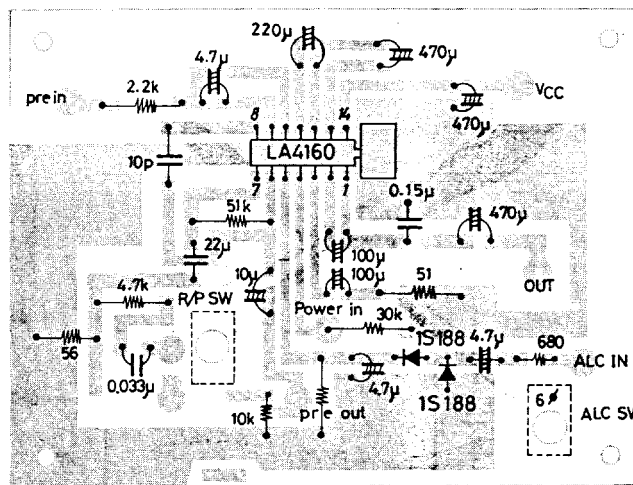 220μ
4.7μ
470μ
2.2k
pre in
VCC
470μ
8
14
LA4160
10p
7
1
51k
0.15μ
470μ
22μ
100μ
100μ
10μ
4.7k
R/P SW
51
OUT
Power in
30k
56
1S188
4.7μ
680
0.033μ
ALC IN
4.7μ
1S188
pre out
10k
6
ALC SW